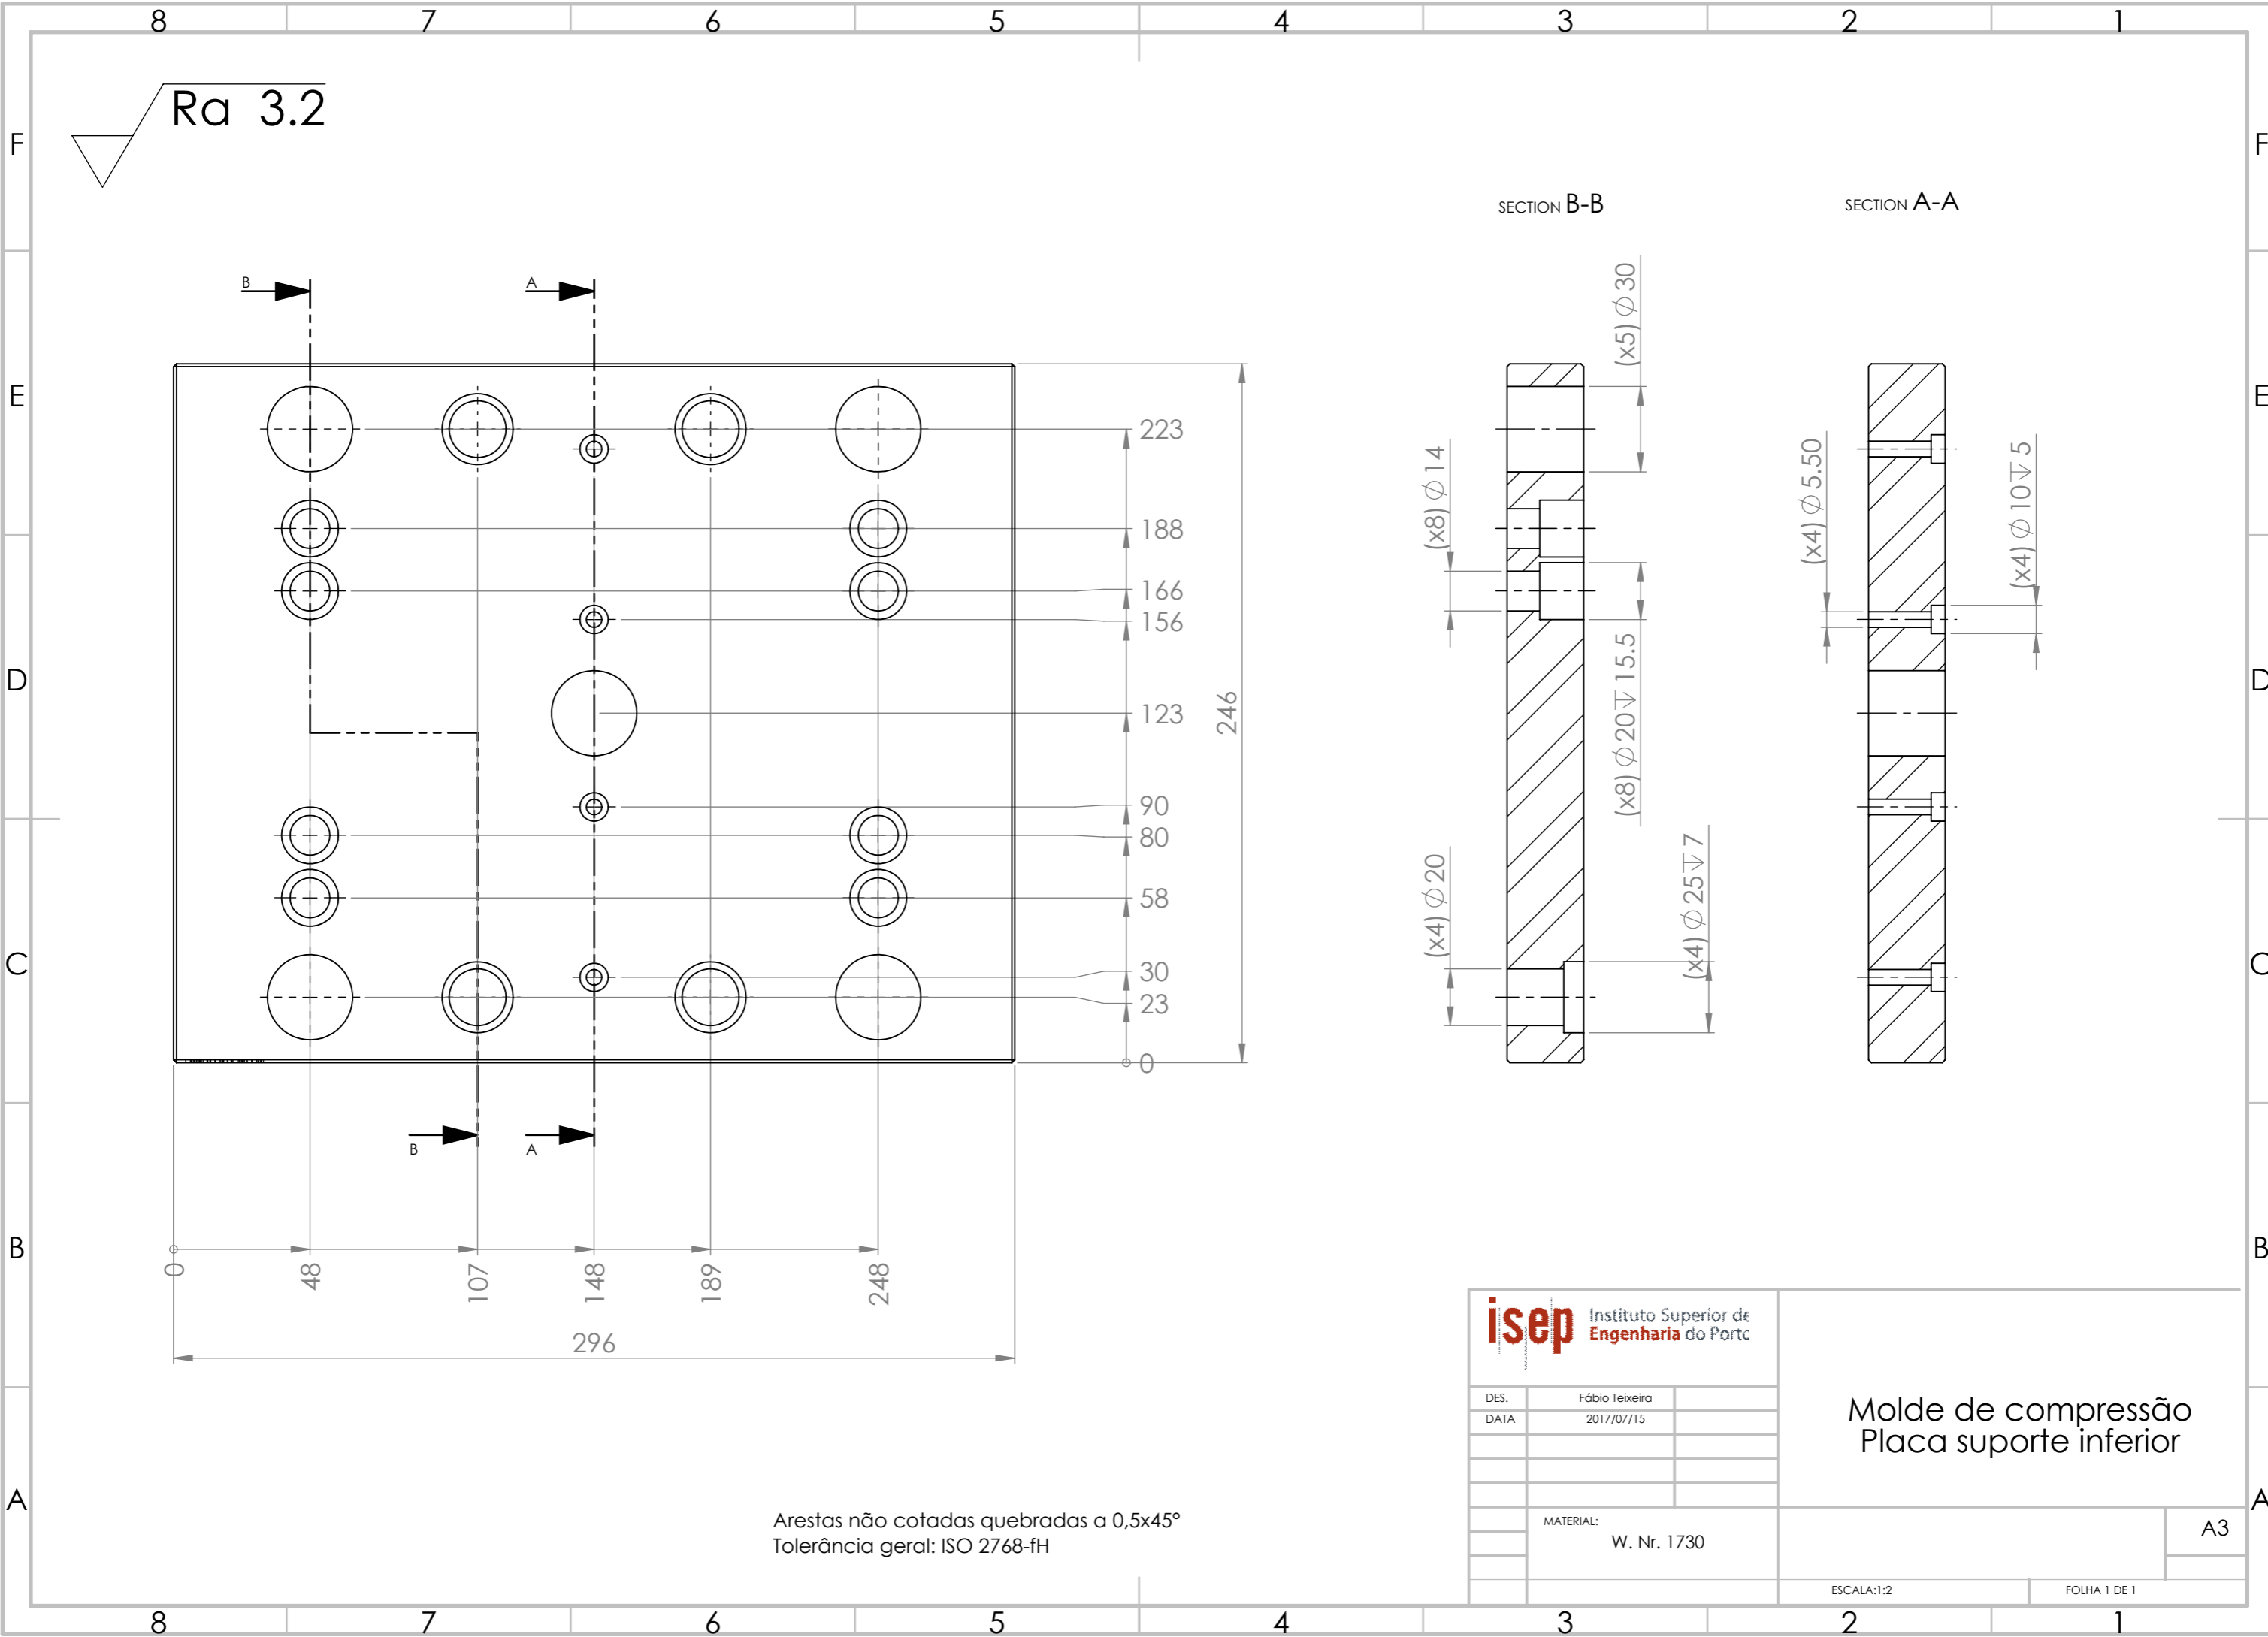 8 7 6 5 4 3 2 1
Ra 3.2
F F
SECTION B-B
SECTION A-A
B A
(x5) ∅ 30
E E
223
(x8) ∅ 14
(x4) ∅ 5.50
(x4) ∅ 10 ↧ 5
188
166
156
D D
123
246
(x8) ∅ 20 ↧ 15.5
90
80
58
(x4) ∅ 20
(x4) ∅ 25 ↧ 7
C C
30
23
0
B A
B B
0 48 107 148 189 248
296
isep Instituto Superior de
Engenharia do Porto
DES. Fábio Teixeira
DATA 2017/07/15
Molde de compressão
Placa suporte inferior
A A
Arestas não cotadas quebradas a 0,5x45°
Tolerância geral: ISO 2768-fH
MATERIAL:
W. Nr. 1730
A3
ESCALA:1:2
FOLHA 1 DE 1
8 7 6 5 4 3 2 1